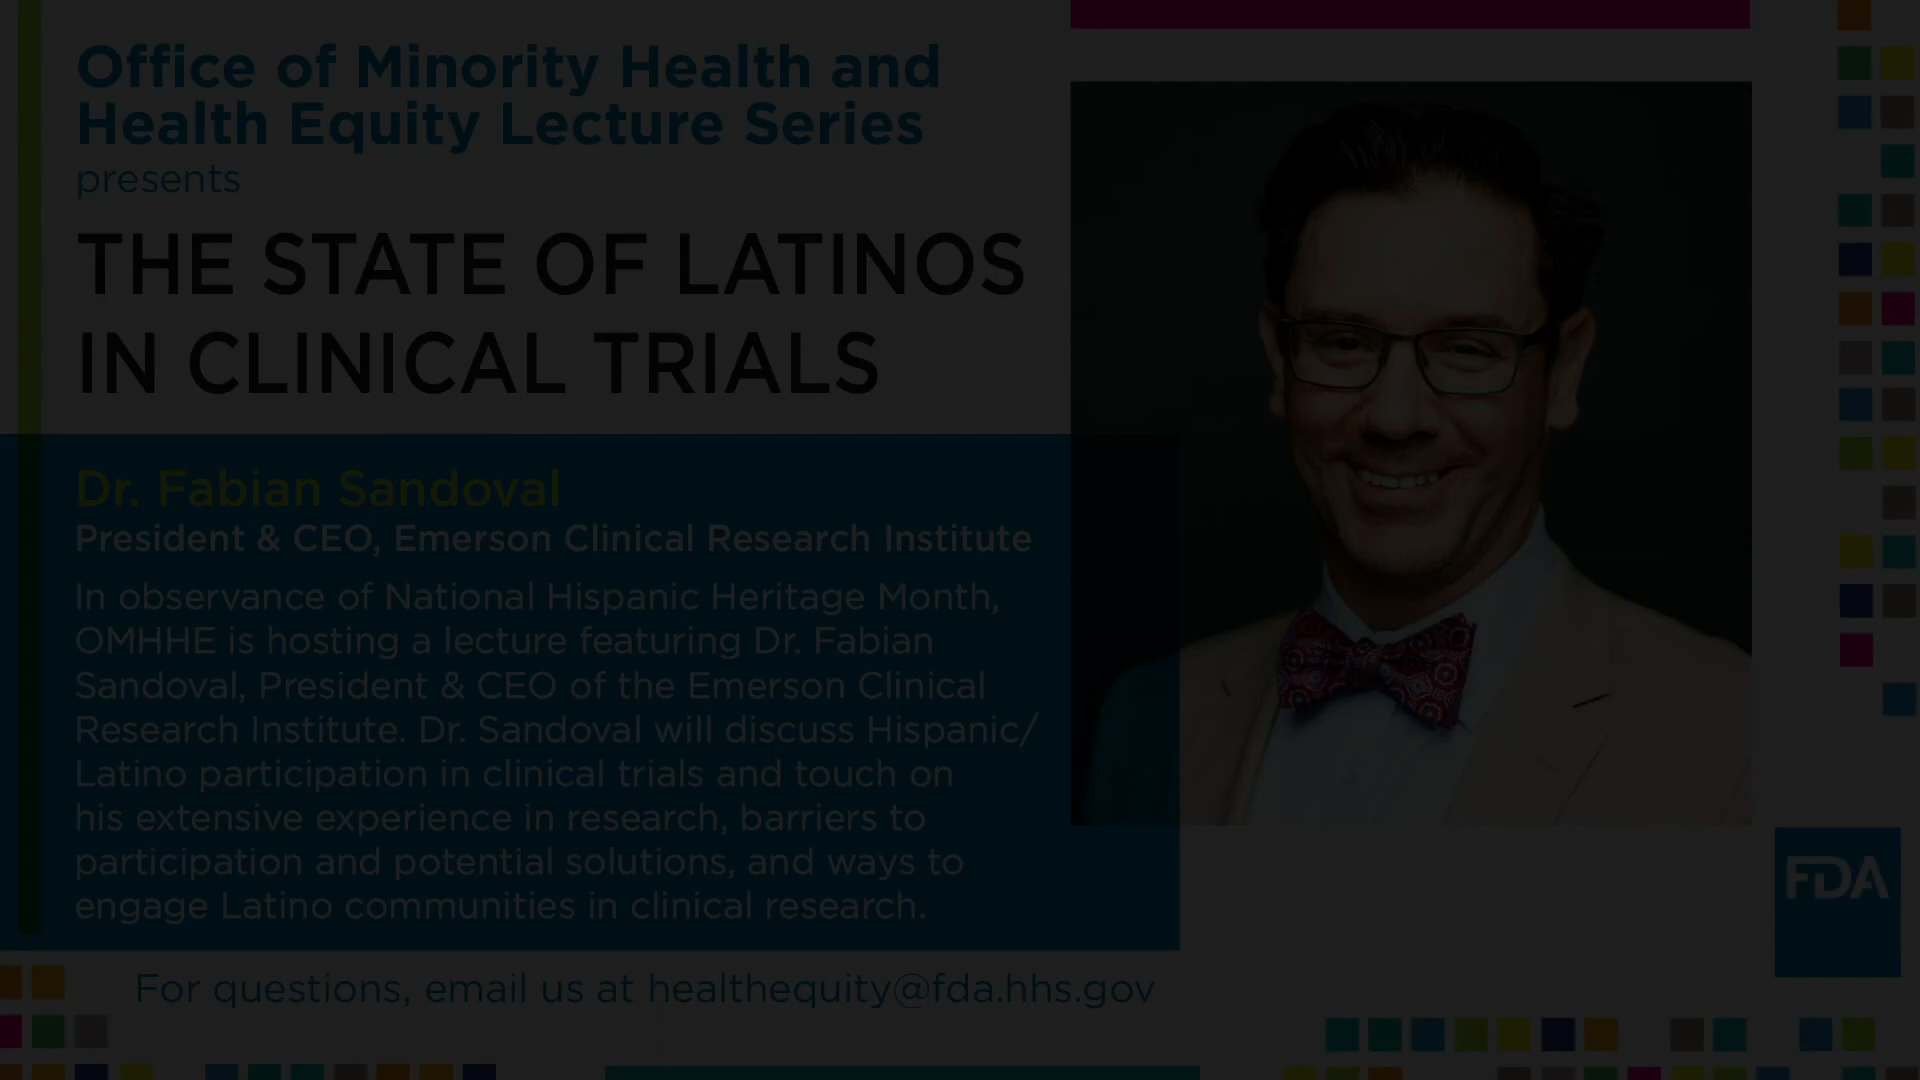 Office of Minority Health and
Health Equity Lecture Series
presents
THE STATE OF LATINOS
IN CLINICAL TRIALS
Dr. Fabian Sandoval
President & CEO, Emerson Clinical Research Institute
In observance of National Hispanic Heritage Month,
OMHHE is hosting a lecture featuring Dr. Fabian
Sandoval, President & CEO of the Emerson Clinical
Research Institute. Dr. Sandoval will discuss Hispanic/
Latino participation in clinical trials and touch on
his extensive experience in research, barriers to
participation and potential solutions, and ways to
engage Latino communities in clinical research.
FDA
For questions, email us at healthequity@fda.hhs.gov